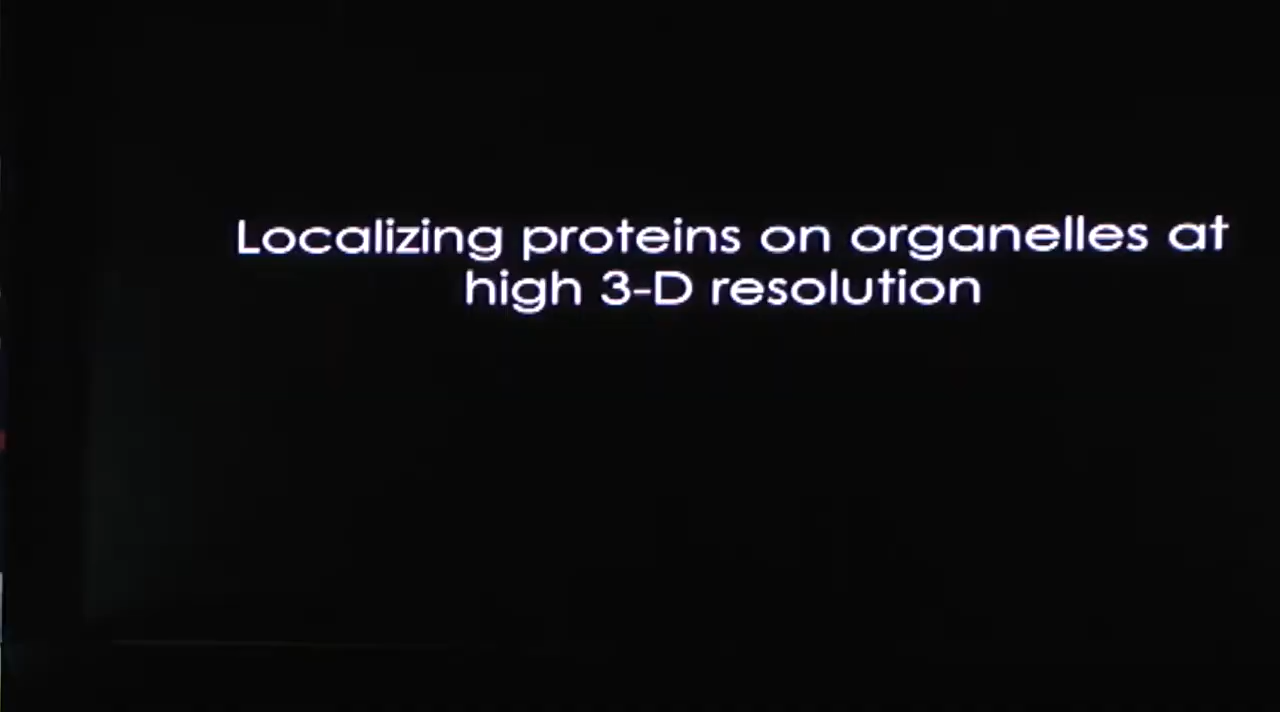 Localizing proteins on organelles at
high 3-D resolution